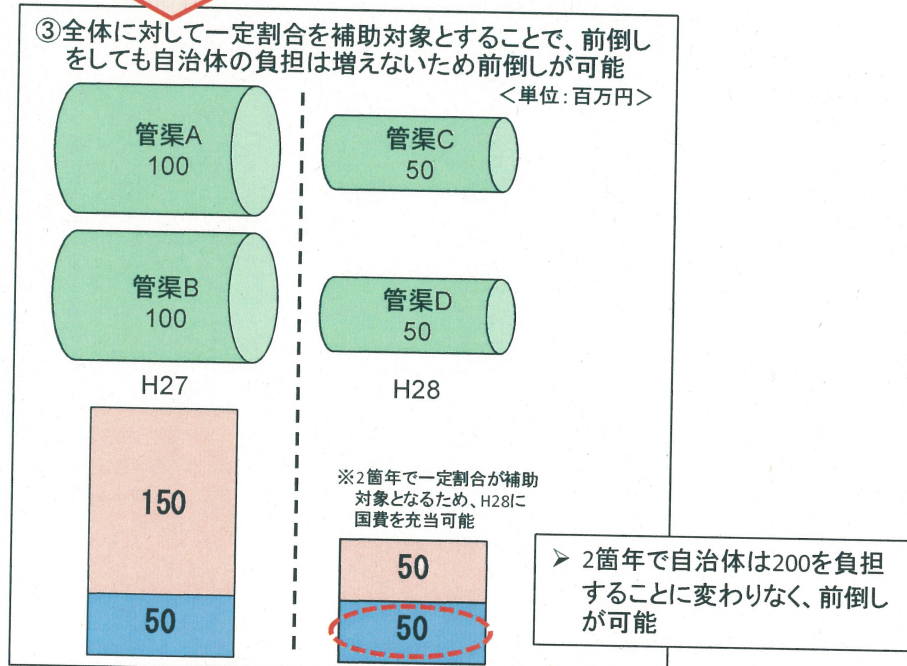 ③全体に対して一定割合を補助対象とすることで、前倒し
をしても自治体の負担は増えないため前倒しが可能
＜単位：百万円＞
管渠A
100
管渠C
50
管渠B
100
管渠D
50
H27
H28
150
50
※2箇年で一定割合が補助
対象となるため、H28に
国費を充当可能
50
50
➢ 2箇年で自治体は200を負担
することに変わりなく、前倒し
が可能